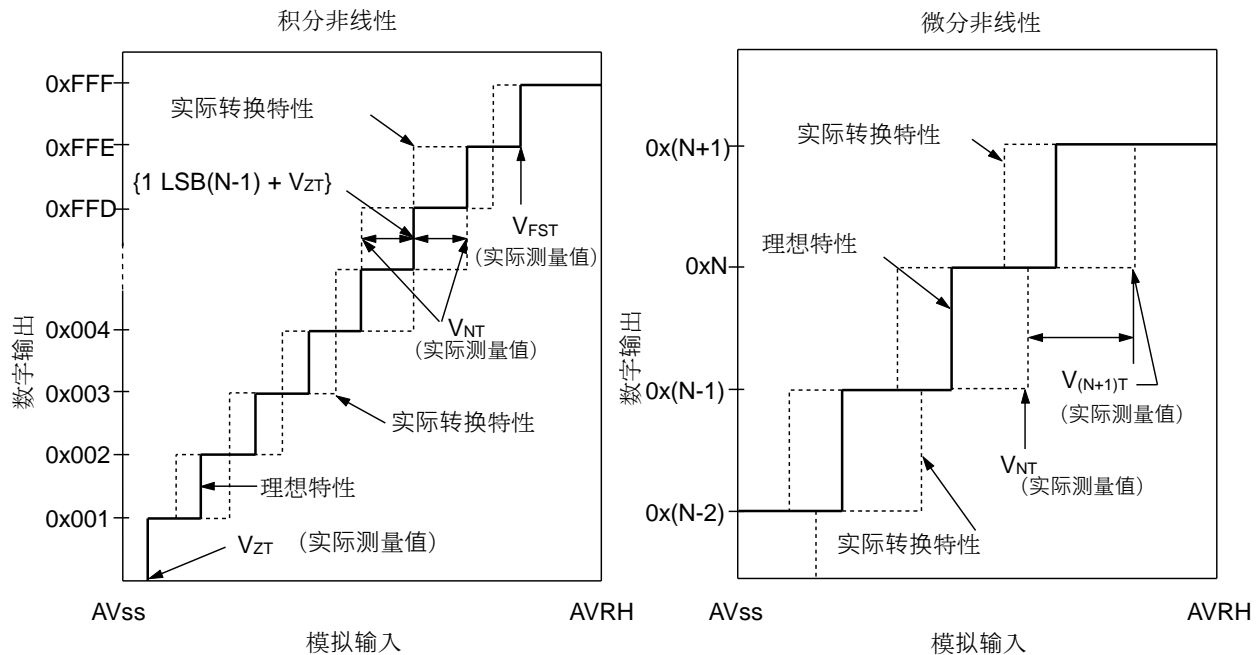 积分非线性
0xFFF
实际转换特性
0xFFE
{1 LSB(N-1) + VZT}
0xFFD
VFST
（实际测量值）
0x004
VNT
（实际测量值）
数字输出
0x003
实际转换特性
0x002
理想特性
0x001
VZT （实际测量值）
AVss
AVRH
模拟输入
微分非线性
实际转换特性
0x(N+1)
理想特性
0xN
数字输出
0x(N-1)
V(N+1)T
（实际测量值）
VNT
（实际测量值）
0x(N-2)
实际转换特性
AVss
AVRH
模拟输入